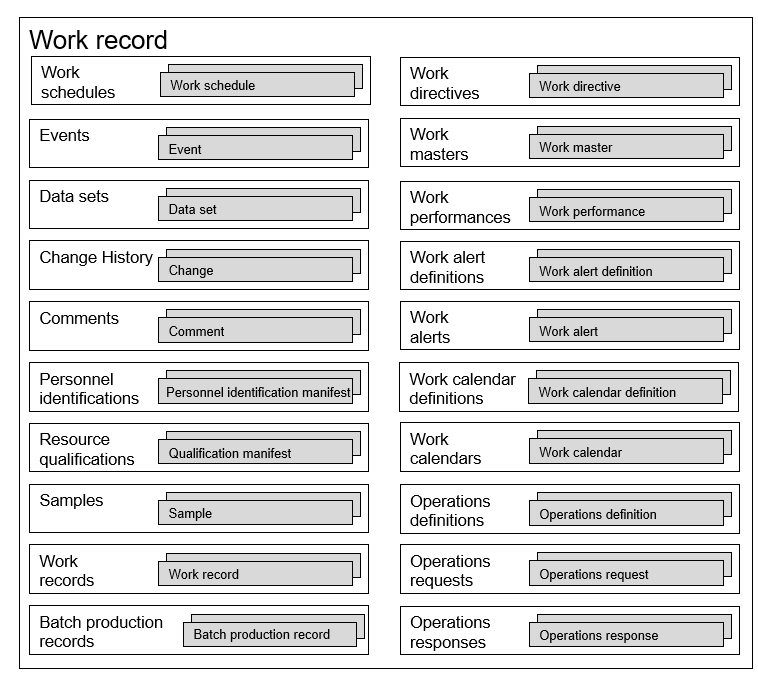 Work record
Work
schedules
Work schedule
Events
Event
Data sets
Data set
Change History
Change
Comments
Comment
Personnel
identifications
Personnel identification manifest
Resource
qualifications
Qualification manifest
Samples
Sample
Work
records
Work record
Batch production
records
Batch production record
Work
directives
Work directive
Work
masters
Work master
Work
performances
Work performance
Work alert
definitions
Work alert definition
Work
alerts
Work alert
Work calendar
definitions
Work calendar definition
Work
calendars
Work calendar
Operations
definitions
Operations definition
Operations
requests
Operations request
Operations
responses
Operations response